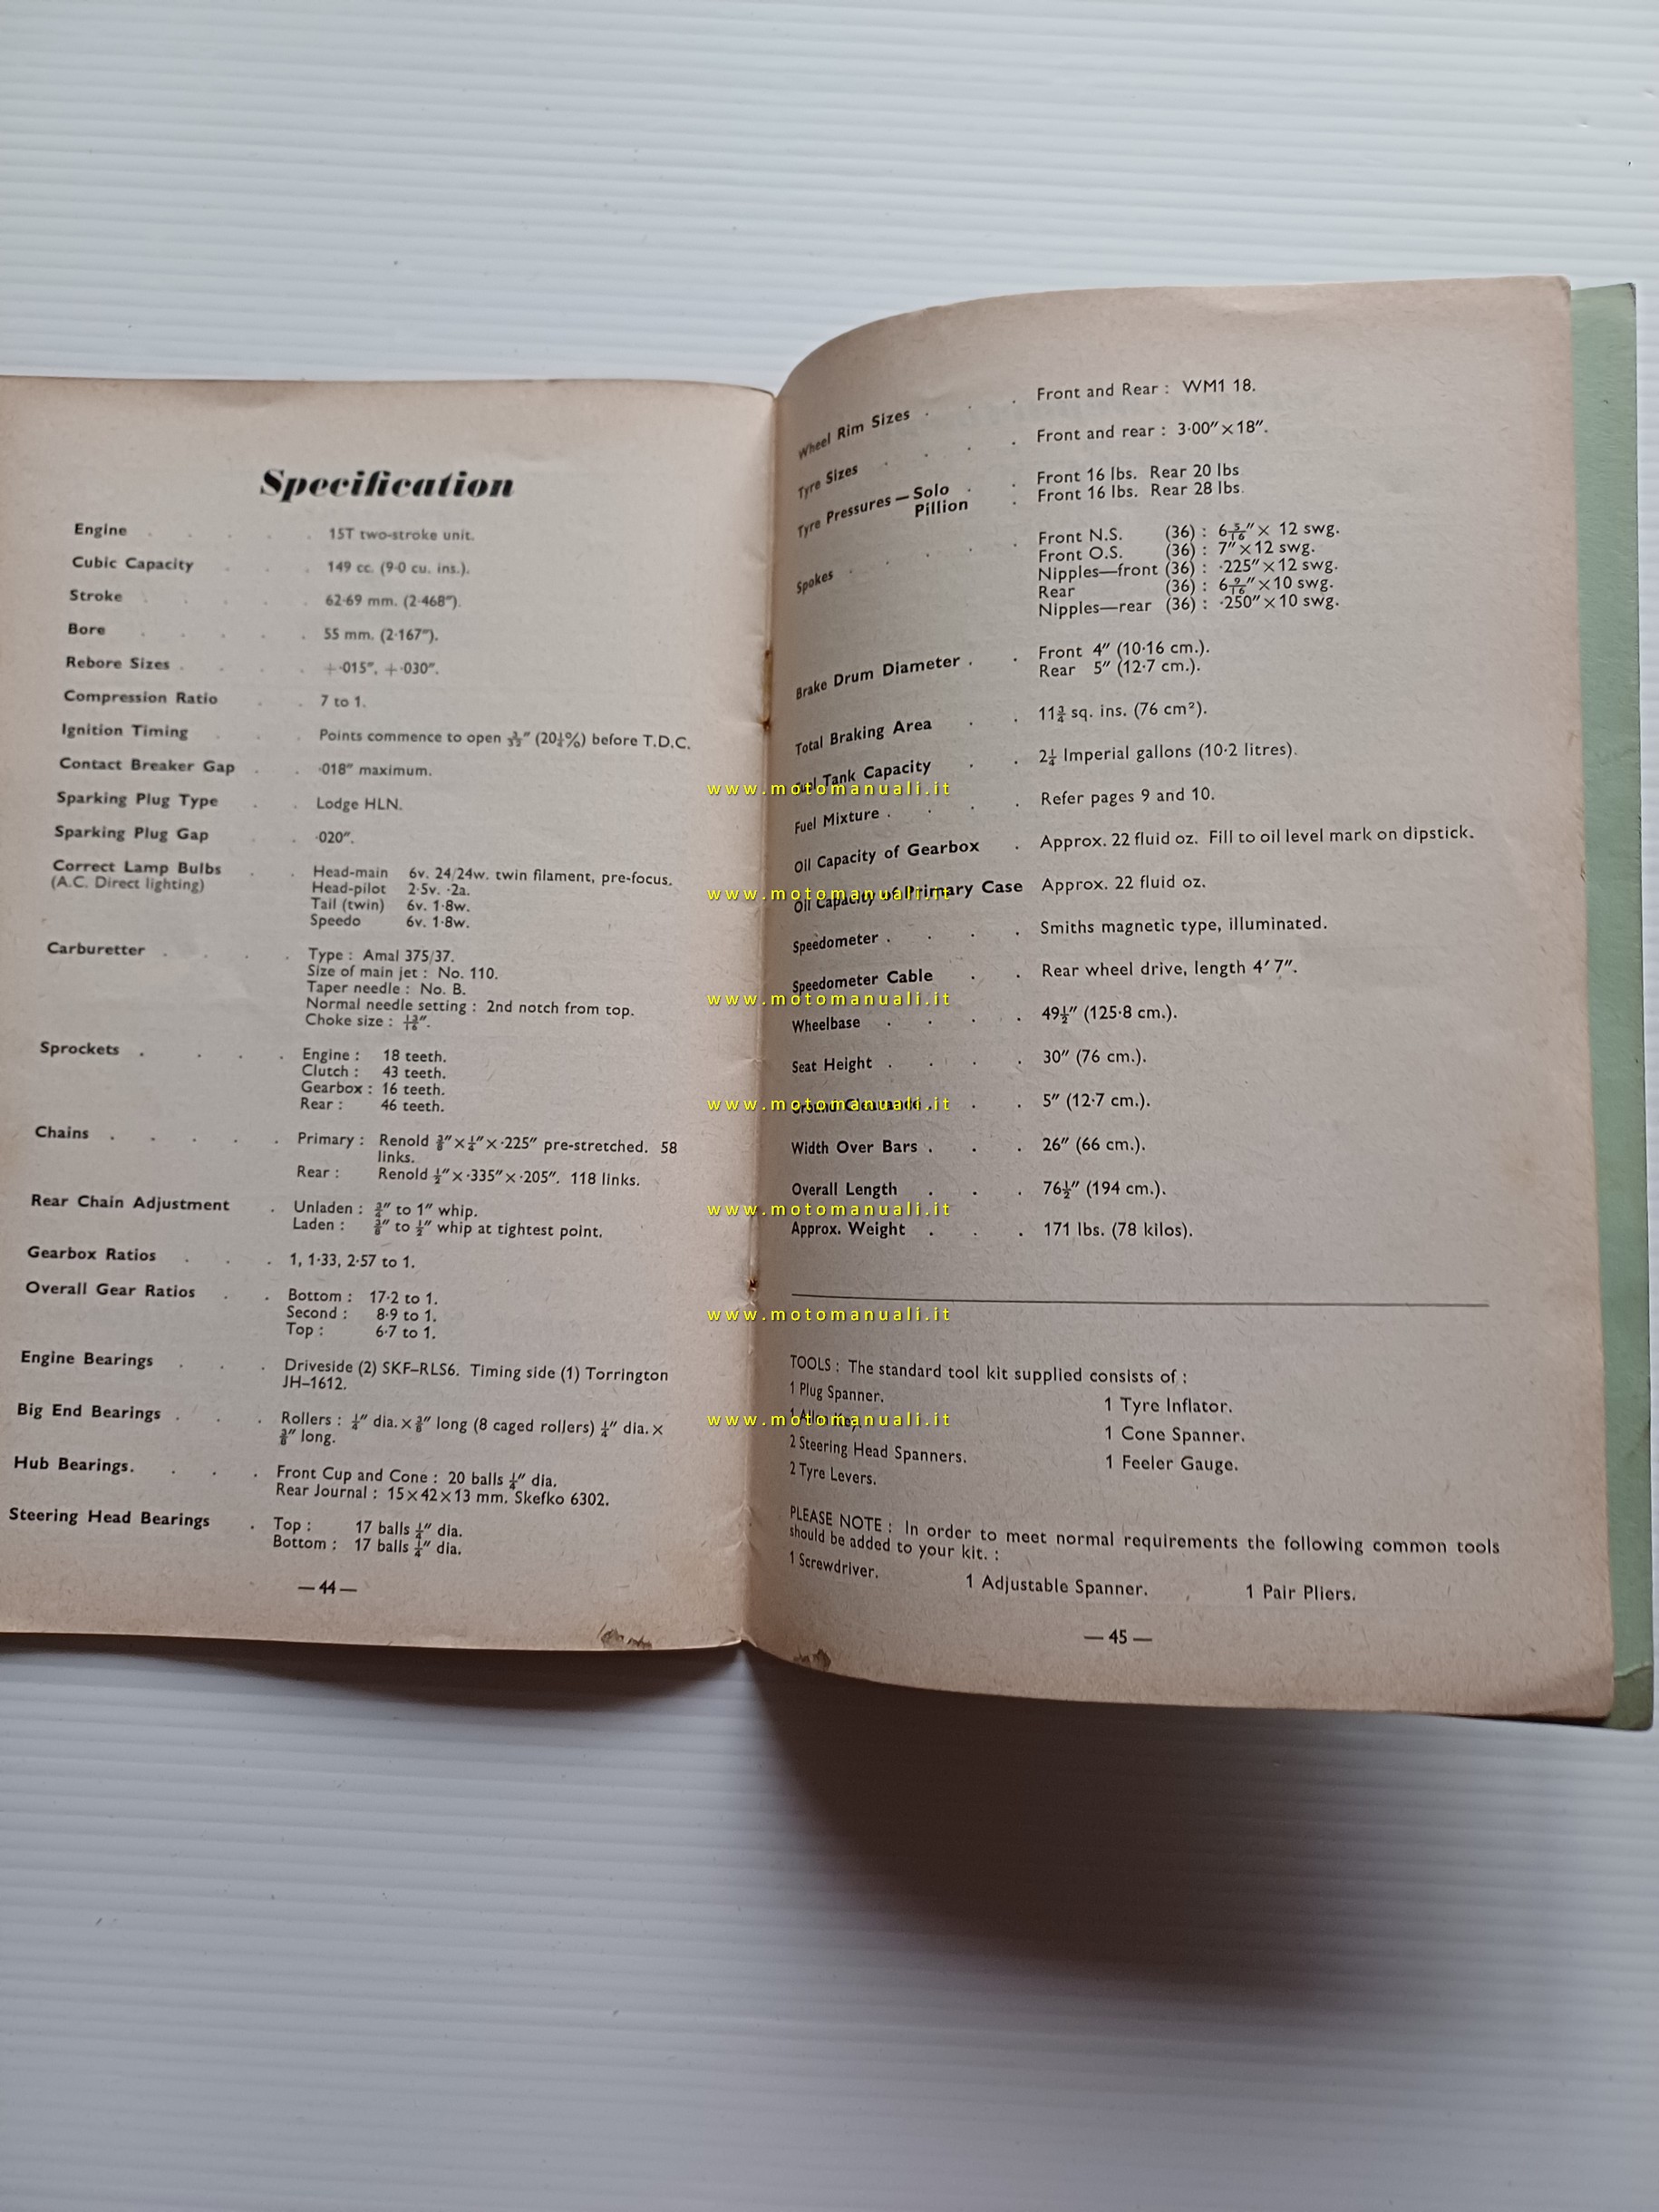 Specification
Engine . . . . . 15T two-stroke unit.
Cubic Capacity . . . 149 cc. (9·0 cu. ins.).
Stroke . . . . . 62·69 mm. (2·468″).
Bore . . . . . 55 mm. (2·167″).
Rebore Sizes . . . . . +·015″, +·030″.
Compression Ratio . . 7 to 1.
Ignition Timing . . . Points commence to open 3/32″ (20¼%) before T.D.C.
Contact Breaker Gap . . ·018″ maximum.
Sparking Plug Type . . Lodge HLN.
Sparking Plug Gap . . ·020″.
Correct Lamp Bulbs . . Head-main 6v. 24/24w. twin filament, pre-focus.
(A.C. Direct lighting) Head-pilot 2·5v. ·2a.
Tail (twin) 6v. 1·8w.
Speedo 6v. 1·8w.
Carburetter . . . . Type : Amal 375/37.
Size of main jet : No. 110.
Taper needle : No. B.
Normal needle setting : 2nd notch from top.
Choke size : 13/16″.
Sprockets . . . . Engine : 18 teeth.
Clutch : 43 teeth.
Gearbox : 16 teeth.
Rear : 46 teeth.
Chains . . . . . Primary : Renold ⅜″×¼″×·225″ pre-stretched. 58
links.
Rear : Renold ½″×·335″×·205″. 118 links.
Rear Chain Adjustment . Unladen : ¾″ to 1″ whip.
Laden : ⅜″ to ½″ whip at tightest point.
Gearbox Ratios . . . 1, 1·33, 2·57 to 1.
Overall Gear Ratios . . Bottom : 17·2 to 1.
Second : 8·9 to 1.
Top : 6·7 to 1.
Engine Bearings . . . Driveside (2) SKF–RLS6. Timing side (1) Torrington
JH–1612.
Big End Bearings . . . Rollers : ¼″ dia.×⅜″ long (8 caged rollers) ¼″ dia.×
⅜″ long.
Hub Bearings. . . . Front Cup and Cone : 20 balls ¼″ dia.
Rear Journal : 15×42×13 mm. Skefko 6302.
Steering Head Bearings . Top : 17 balls ¼″ dia.
Bottom : 17 balls ¼″ dia.
—44—
Wheel Rim Sizes . . . Front and Rear : WM1 18.
Tyre Sizes . . . . Front and rear : 3·00″×18″.
Tyre Pressures—Solo . . Front 16 lbs. Rear 20 lbs
Pillion . Front 16 lbs. Rear 28 lbs.
Spokes . . . . Front N.S. (36) : 6 5/16″× 12 swg.
Front O.S. (36) : 7″×12 swg.
Nipples—front (36) : ·225″×12 swg.
Rear (36) : 6 9/16″×10 swg.
Nipples—rear (36) : ·250″×10 swg.
Brake Drum Diameter . . Front 4″ (10·16 cm.).
Rear 5″ (12·7 cm.).
Total Braking Area . . 11¾ sq. ins. (76 cm²).
Fuel Tank Capacity . . 2¼ Imperial gallons (10·2 litres).
www.motomanuali.it
Fuel Mixture . . . . Refer pages 9 and 10.
Oil Capacity of Gearbox . Approx. 22 fluid oz. Fill to oil level mark on dipstick.
Oil Capacity of Primary Case Approx. 22 fluid oz.
www.motomanuali.it
Speedometer . . . . Smiths magnetic type, illuminated.
Speedometer Cable . . Rear wheel drive, length 4′ 7″.
www.motomanuali.it
Wheelbase . . . . 49½″ (125·8 cm.).
Seat Height . . . . 30″ (76 cm.).
Ground Clearance . . 5″ (12·7 cm.).
www.motomanuali.it
Width Over Bars . . . 26″ (66 cm.).
Overall Length . . . 76½″ (194 cm.).
www.motomanuali.it
Approx. Weight . . . 171 lbs. (78 kilos).
www.motomanuali.it
TOOLS : The standard tool kit supplied consists of :
1 Plug Spanner. 1 Tyre Inflator.
1 Allen Key.
www.motomanuali.it
1 Cone Spanner.
2 Steering Head Spanners. 1 Feeler Gauge.
2 Tyre Levers.
PLEASE NOTE : In order to meet normal requirements the following common tools
should be added to your kit. :
1 Screwdriver. 1 Adjustable Spanner. 1 Pair Pliers.
—45—